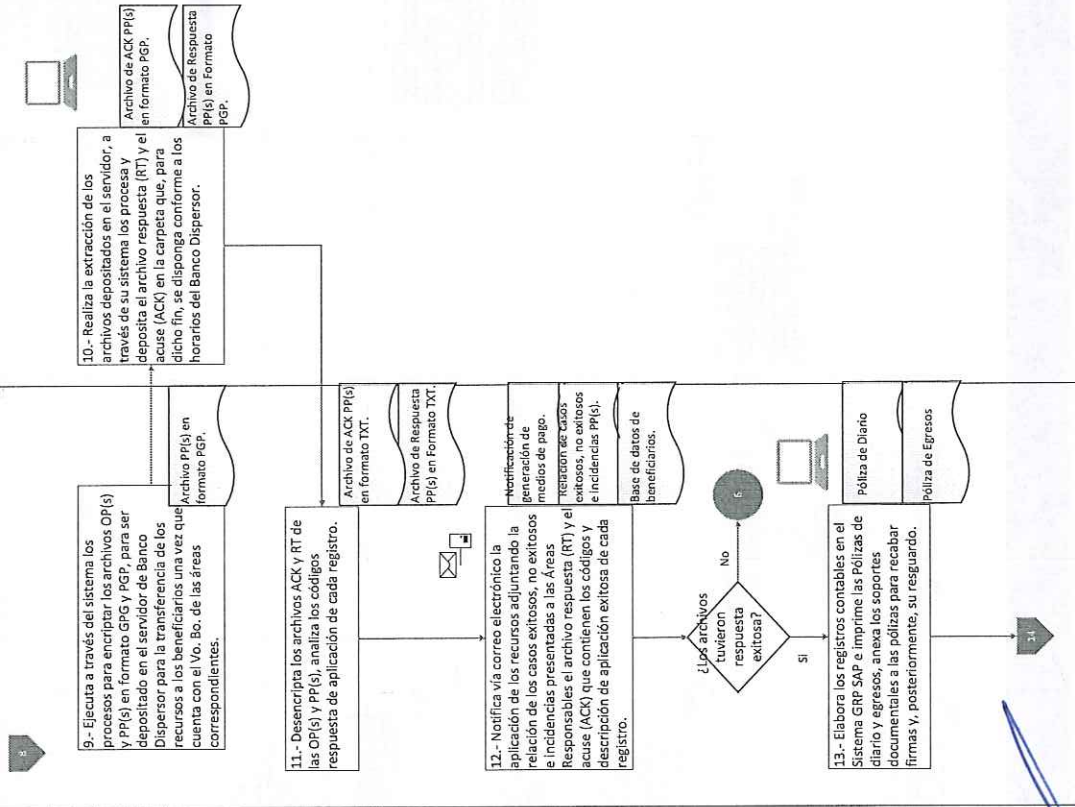 8
9.- Ejecuta a través del sistema los
procesos para encriptar los archivos OP(s)
y PP(s) en formato GPG y PGP, para ser
depositado en el servidor de Banco
Dispersor para la transferencia de los
recursos a los beneficiarios una vez que
cuenta con el Vo. Bo. de las áreas
correspondientes.
Archivo PP(s) en
formato PGP.
10.- Realiza la extracción de los
archivos depositados en el servidor, a
través de su sistema los procesa y
deposita el archivo respuesta (RT) y el
acuse (ACK) en la carpeta que, para
dicho fin, se disponga conforme a los
horarios del Banco Dispersor.
Archivo de ACK PP(s)
en formato PGP.
Archivo de Respuesta
PP(s) en Formato
PGP.
11.- Desencripta los archivos ACK y RT de
las OP(s) y PP(s), analiza los códigos
respuesta de aplicación de cada registro.
Archivo de ACK PP(s)
en formato TXT.
Archivo de Respuesta
PP(s) en Formato TXT.
12.- Notifica vía correo electrónico la
aplicación de los recursos adjuntando la
relación de los casos exitosos, no exitosos
e incidencias presentadas a las Áreas
Responsables el archivo respuesta (RT) y el
acuse (ACK) que contienen los códigos y
descripción de aplicación exitosa de cada
registro.
Notificación de
generación de
medios de pago.
Relación de Casos
exitosos, no exitosos
e incidencias PP(s).
Base de datos de
beneficiarios.
¿Los archivos
tuvieron
respuesta
exitosa?
No
6
Si
13.- Elabora los registros contables en el
Sistema GRP SAP e imprime las Pólizas de
diario y egresos, anexa los soportes
documentales a las pólizas para recabar
firmas y, posteriormente, su resguardo.
Póliza de Diario
Póliza de Egresos
14